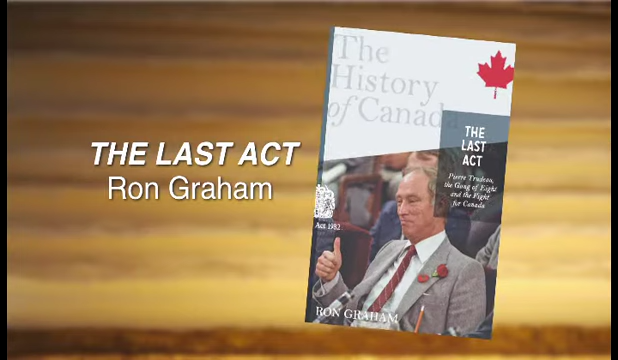 THE LAST ACT
Ron Graham
The
History
of Canada
THE
LAST
ACT
Pierre Trudeau,
the Gang of Eight
and the Fight
for Canada
Act 1982
RON GRAHAM